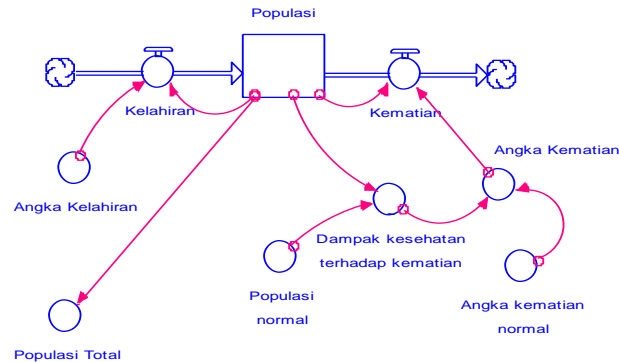 Populasi
Kelahiran
Kematian
Angka Kematian
Angka Kelahiran
Dampak kesehatan
terhadap kematian
Populasi
normal
Angka kematian
normal
Populasi Total